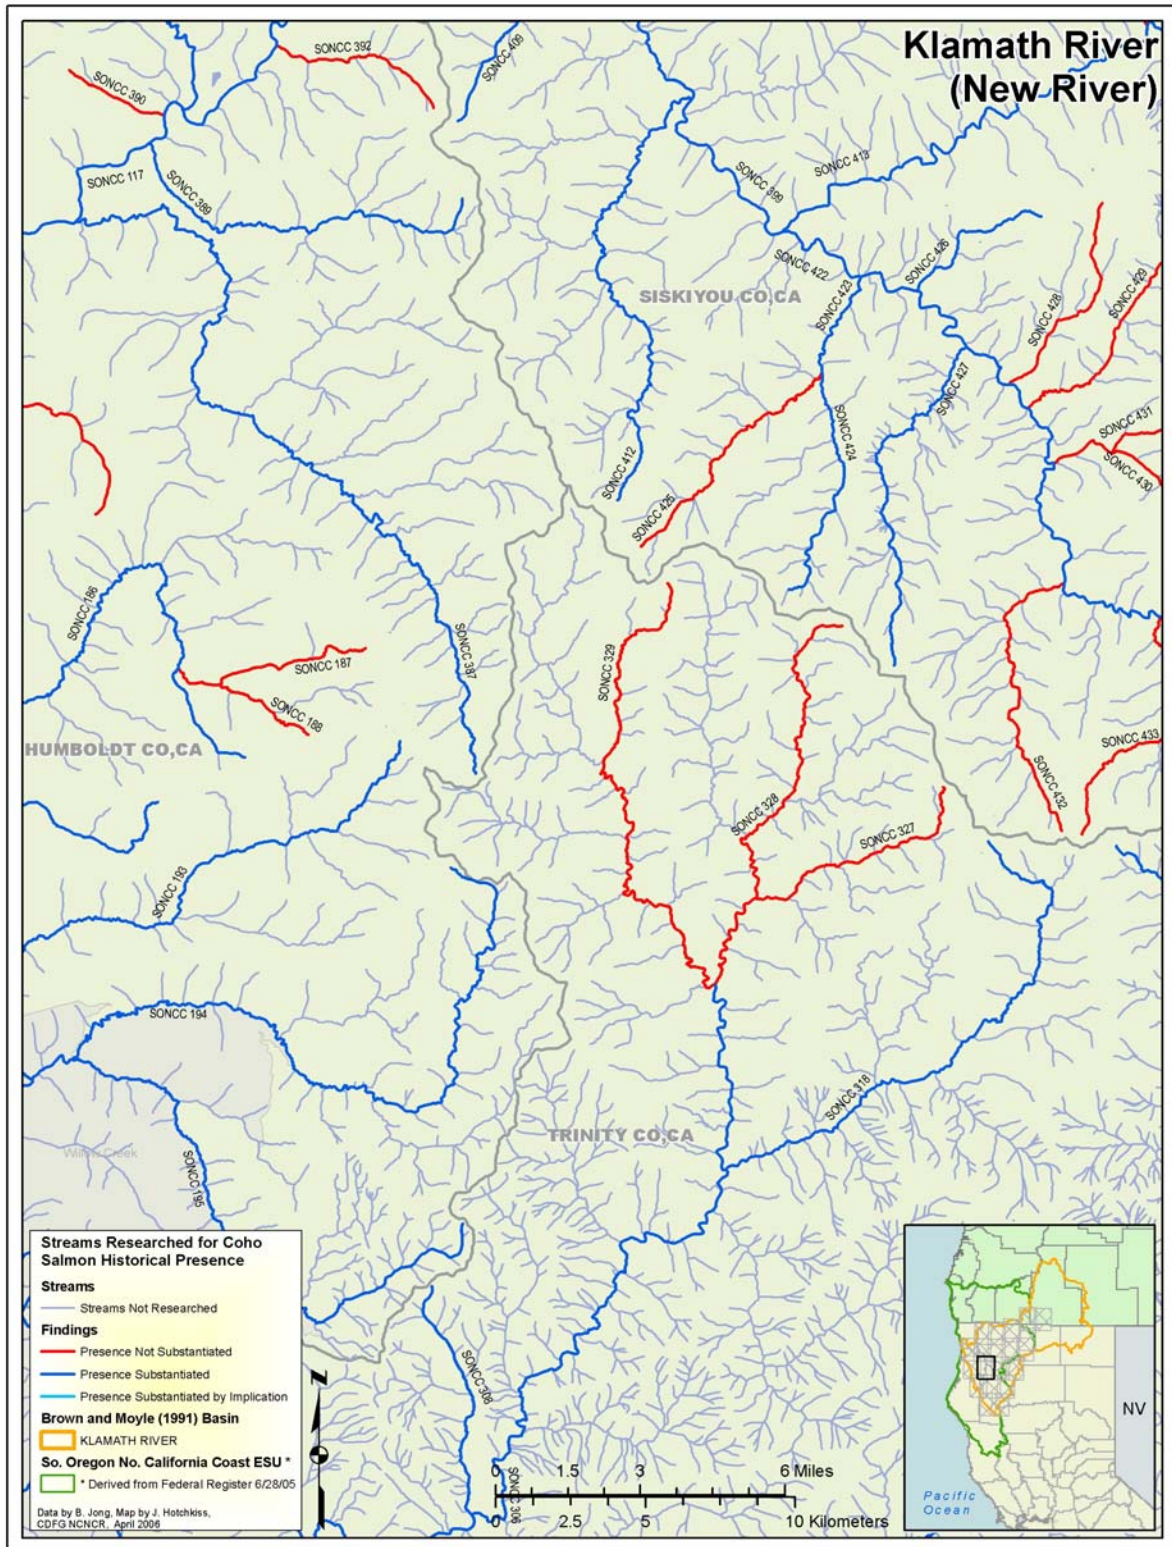 Klamath River
(New River)
SONCC 392
SONCC 409
SONCC 390
SONCC 117
SONCC 389
SONCC 399
SONCC 413
SONCC 422
SONCC 426
SONCC 423
SISKIYOU CO,CA
SONCC 428
SONCC 429
SONCC 427
SONCC 424
SONCC 431
SONCC 430
SONCC 412
SONCC 425
SONCC 186
SONCC 387
SONCC 329
SONCC 187
SONCC 188
HUMBOLDT CO,CA
SONCC 433
SONCC 432
SONCC 328
SONCC 327
SONCC 193
SONCC 194
SONCC 318
TRINITY CO,CA
Willow Creek
SONCC 195
SONCC 308
SONCC 306
Streams Researched for Coho
Salmon Historical Presence
Streams
Streams Not Researched
Findings
Presence Not Substantiated
Presence Substantiated
Presence Substantiated by Implication
Brown and Moyle (1991) Basin
KLAMATH RIVER
So. Oregon No. California Coast ESU *
* Derived from Federal Register 6/28/05
Data by B. Jong, Map by J. Hotchkiss,
CDFG NCNCR, April 2006
N
0 1.5 3 6 Miles
0 2.5 5 10 Kilometers
NV
Pacific
Ocean